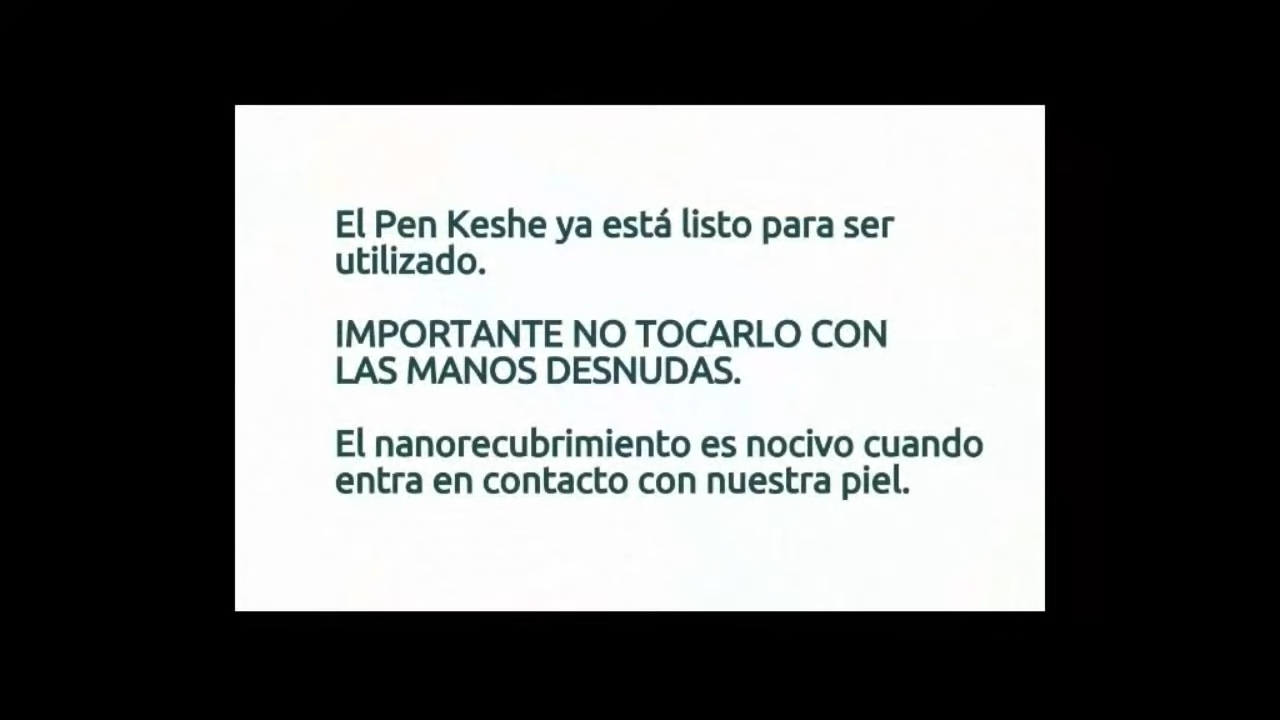 El Pen Keshe ya está listo para ser
utilizado.
IMPORTANTE NO TOCARLO CON
LAS MANOS DESNUDAS.
El nanorecubrimiento es nocivo cuando
entra en contacto con nuestra piel.